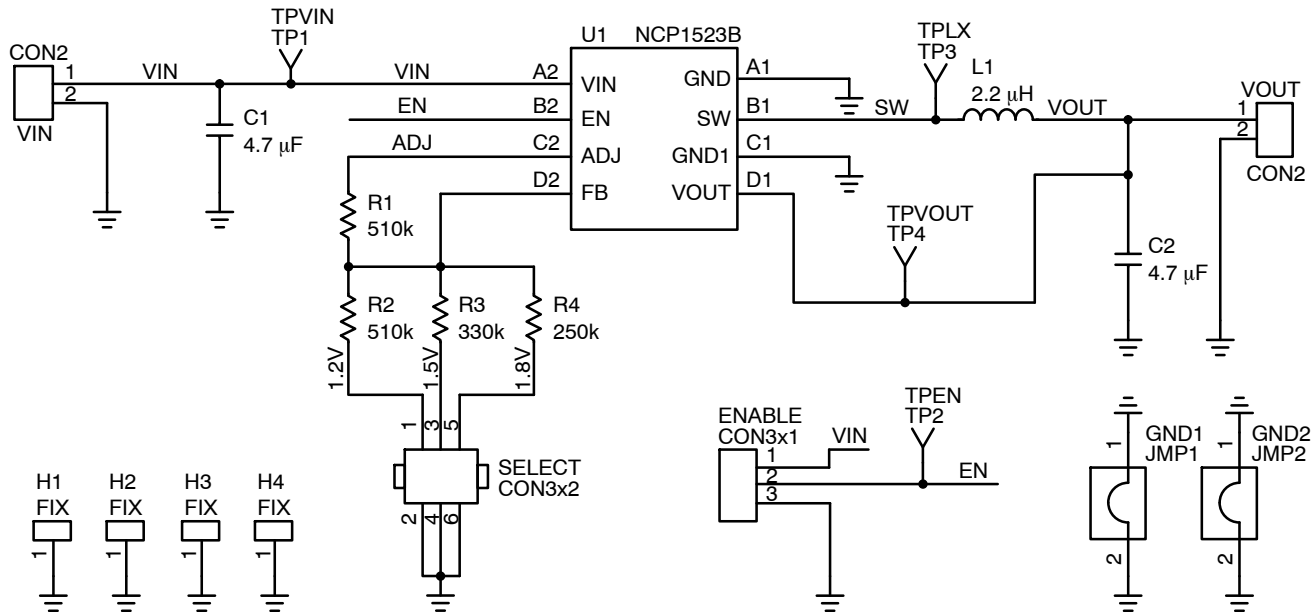 CON2
1
2
VIN
VIN
TPVIN
TP1
VIN
C1
4.7 μF
U1 NCP1523B
A2
VIN
B2
EN
C2
ADJ
D2
FB
EN
ADJ
GND
A1
SW
B1
GND1
C1
VOUT
D1
SW
TPLX
TP3
L1
2.2 μH
VOUT
VOUT
1
2
CON2
TPVOUT
TP4
C2
4.7 μF
R1
510k
R2
510k
R3
330k
R4
250k
1.2V
1.5V
1.8V
1
3
5
SELECT
CON3x2
2
4
6
ENABLE
CON3x1
1
2
3
VIN
TPEN
TP2
EN
1
GND1
JMP1
2
1
GND2
JMP2
2
H1
FIX
1
H2
FIX
1
H3
FIX
1
H4
FIX
1